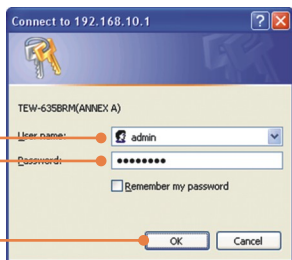 Connect to 192.168.10.1
TEW-635BRM(ANNEX A)
User name:
admin
Password:
••••••••
Remember my password
OK
Cancel